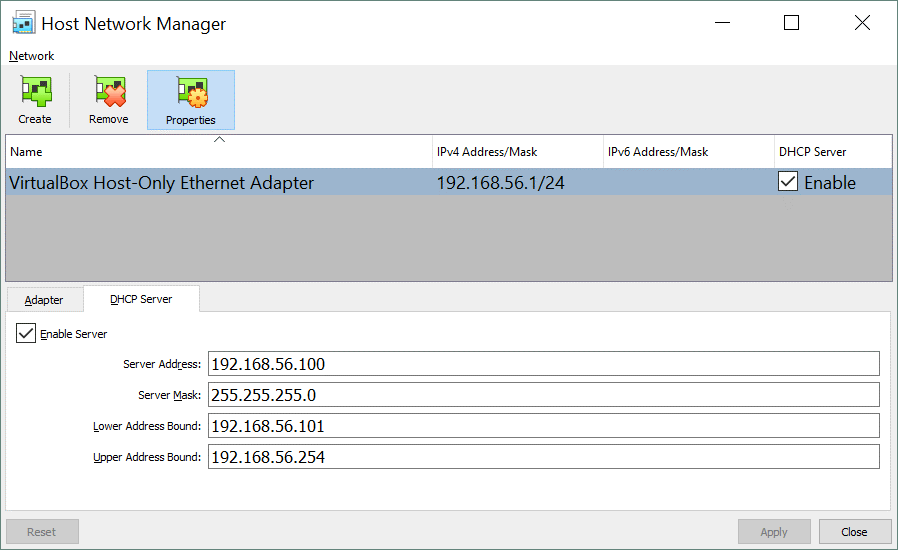 Host Network Manager
Network
Create Remove Properties
Name IPv4 Address/Mask IPv6 Address/Mask DHCP Server
VirtualBox Host-Only Ethernet Adapter 192.168.56.1/24 Enable
Adapter DHCP Server
Enable Server
Server Address: 192.168.56.100
Server Mask: 255.255.255.0
Lower Address Bound: 192.168.56.101
Upper Address Bound: 192.168.56.254
Reset Apply Close